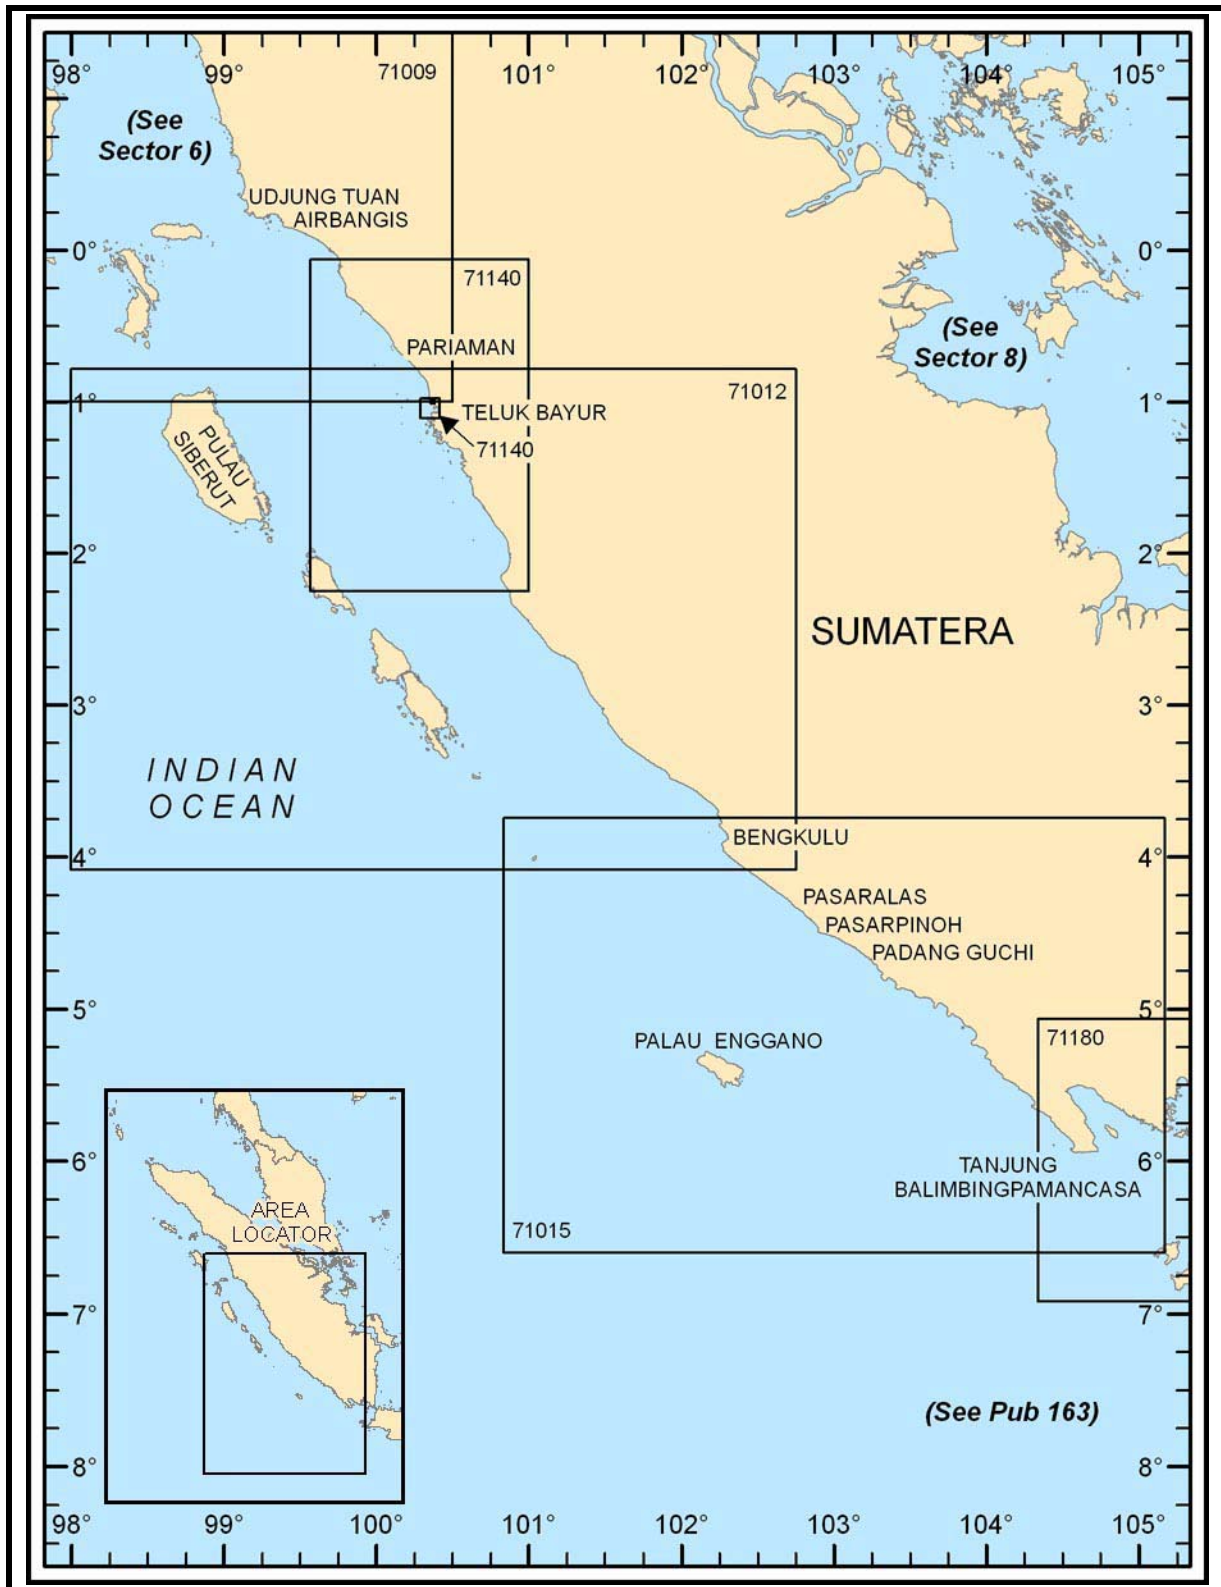 98°
99°
71009
101°
102°
103°
104°
105°
(See
Sector 6)
UDJUNG TUAN
AIRBANGIS
0°
0°
71140
(See
Sector 8)
PARIAMAN
71012
1°
1°
TELUK BAYUR
71140
PULAU
SIBERUT
2°
2°
SUMATERA
3°
3°
INDIAN
OCEAN
BENGKULU
4°
4°
PASARALAS
PASARPINOH
PADANG GUCHI
5°
5°
71180
PALAU ENGGANO
6°
6°
TANJUNG
BALIMBINGPAMANCASA
AREA
LOCATOR
71015
7°
7°
(See Pub 163)
8°
8°
98°
99°
100°
101°
102°
103°
104°
105°